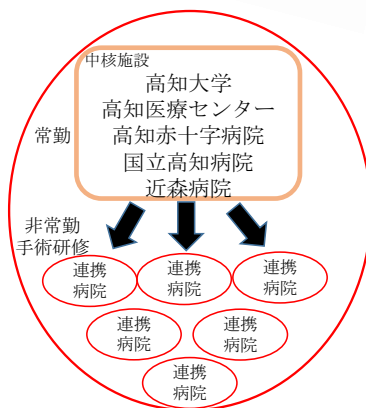 中核施設
高知大学
高知医療センター
常勤
高知赤十字病院
国立高知病院
近森病院
非常勤
手術研修
連携
病院
連携
病院
連携
病院
連携
病院
連携
病院
連携
病院